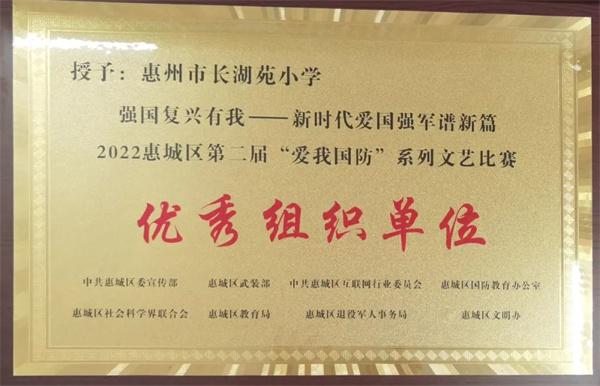 授予：惠州市长湖苑小学
强国复兴有我——新时代爱国强军谱新篇
2022惠城区第二届“爱我国防”系列文艺比赛
优秀组织单位
中共惠城区委宣传部 惠城区武装部 中共惠城区互联网行业委员会 惠城区国防教育办公室
惠城区社会科学界联合会 惠城区教育局 惠城区退役军人事务局 惠城区文明办